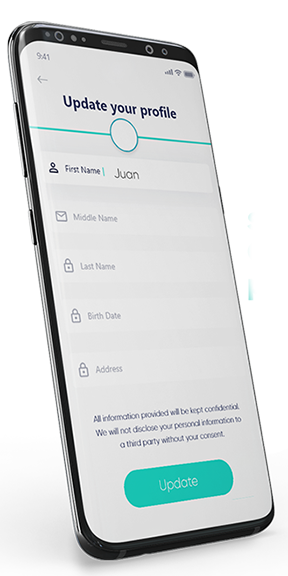 9:41
Update your profile
First Name | Juan
Middle Name
Last Name
Birth Date
Address
All information provided will be kept confidential.
We will not disclose your personal information to
a third party without your consent.
Update